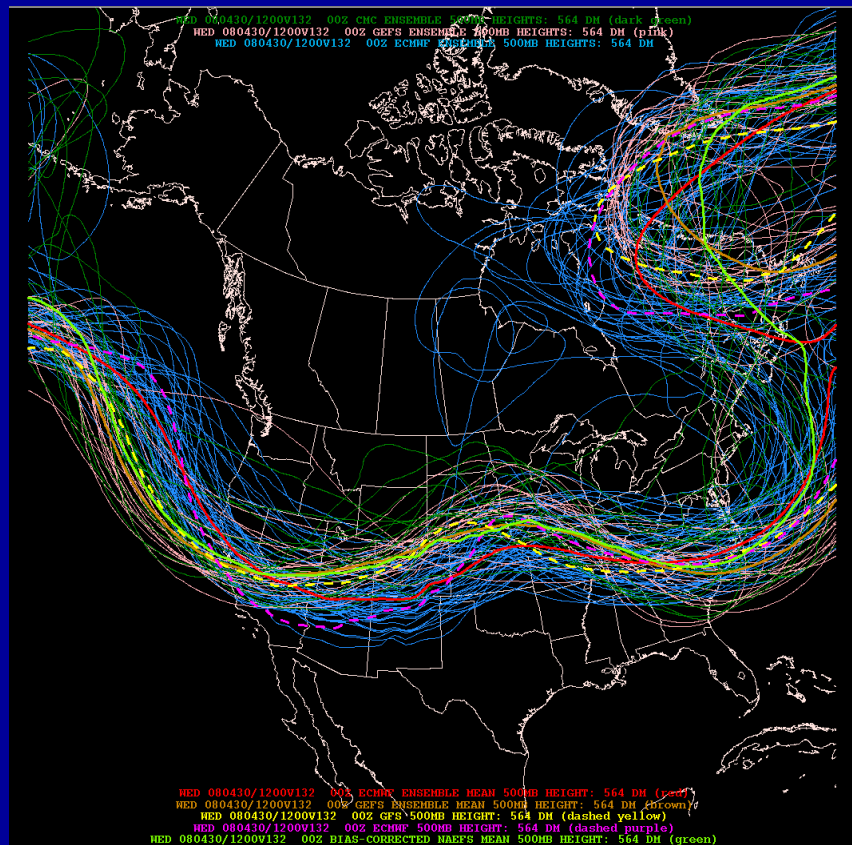 WED 080430/1200V132 00Z CMC ENSEMBLE 500MB HEIGHTS: 564 DM (dark green)
WED 080430/1200V132 00Z GEFS ENSEMBLE 500MB HEIGHTS: 564 DM (pink)
WED 080430/1200V132 00Z ECMWF ENSEMBLE 500MB HEIGHTS: 564 DM
WED 080430/1200V132 00Z ECMWF ENSEMBLE MEAN 500MB HEIGHT: 564 DM (red)
WED 080430/1200V132 00Z GEFS ENSEMBLE MEAN 500MB HEIGHT: 564 DM (brown)
WED 080430/1200V132 00Z GFS 500MB HEIGHT: 564 DM (dashed yellow)
WED 080430/1200V132 00Z ECMWF 500MB HEIGHT: 564 DM (dashed purple)
WED 080430/1200V132 00Z BIAS-CORRECTED NAEFS MEAN 500MB HEIGHT: 564 DM (green)